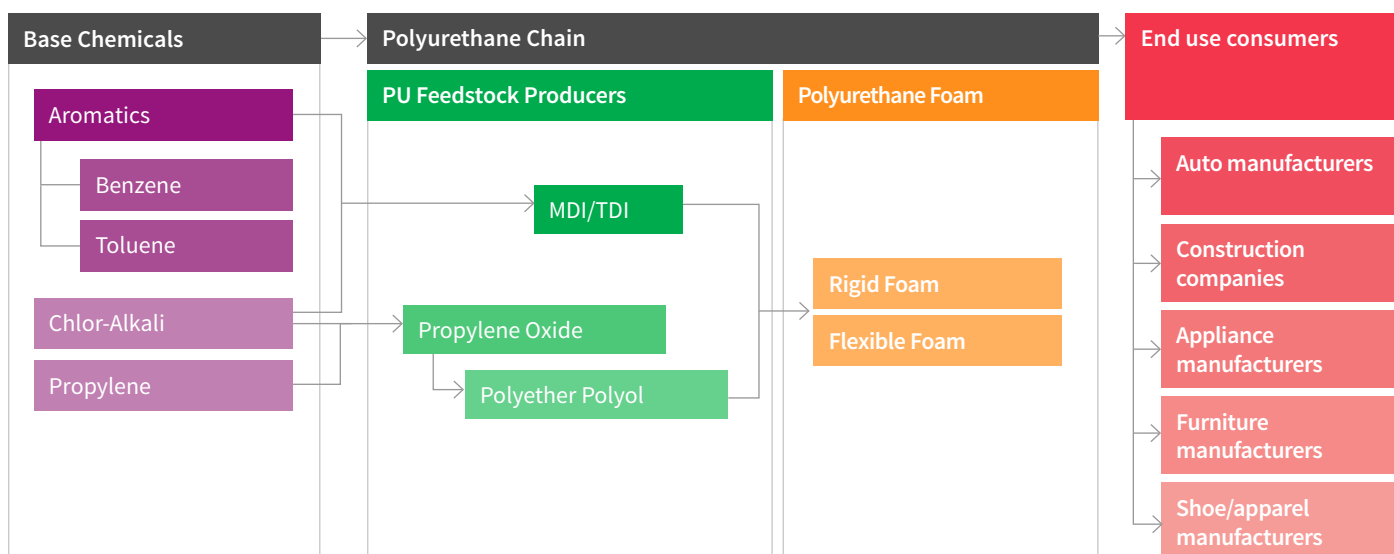 Base Chemicals
Polyurethane Chain
End use consumers
PU Feedstock Producers
Polyurethane Foam
Aromatics
Benzene
Toluene
Chlor-Alkali
Propylene
MDI/TDI
Propylene Oxide
Polyether Polyol
Rigid Foam
Flexible Foam
Auto manufacturers
Construction
companies
Appliance
manufacturers
Furniture
manufacturers
Shoe/apparel
manufacturers